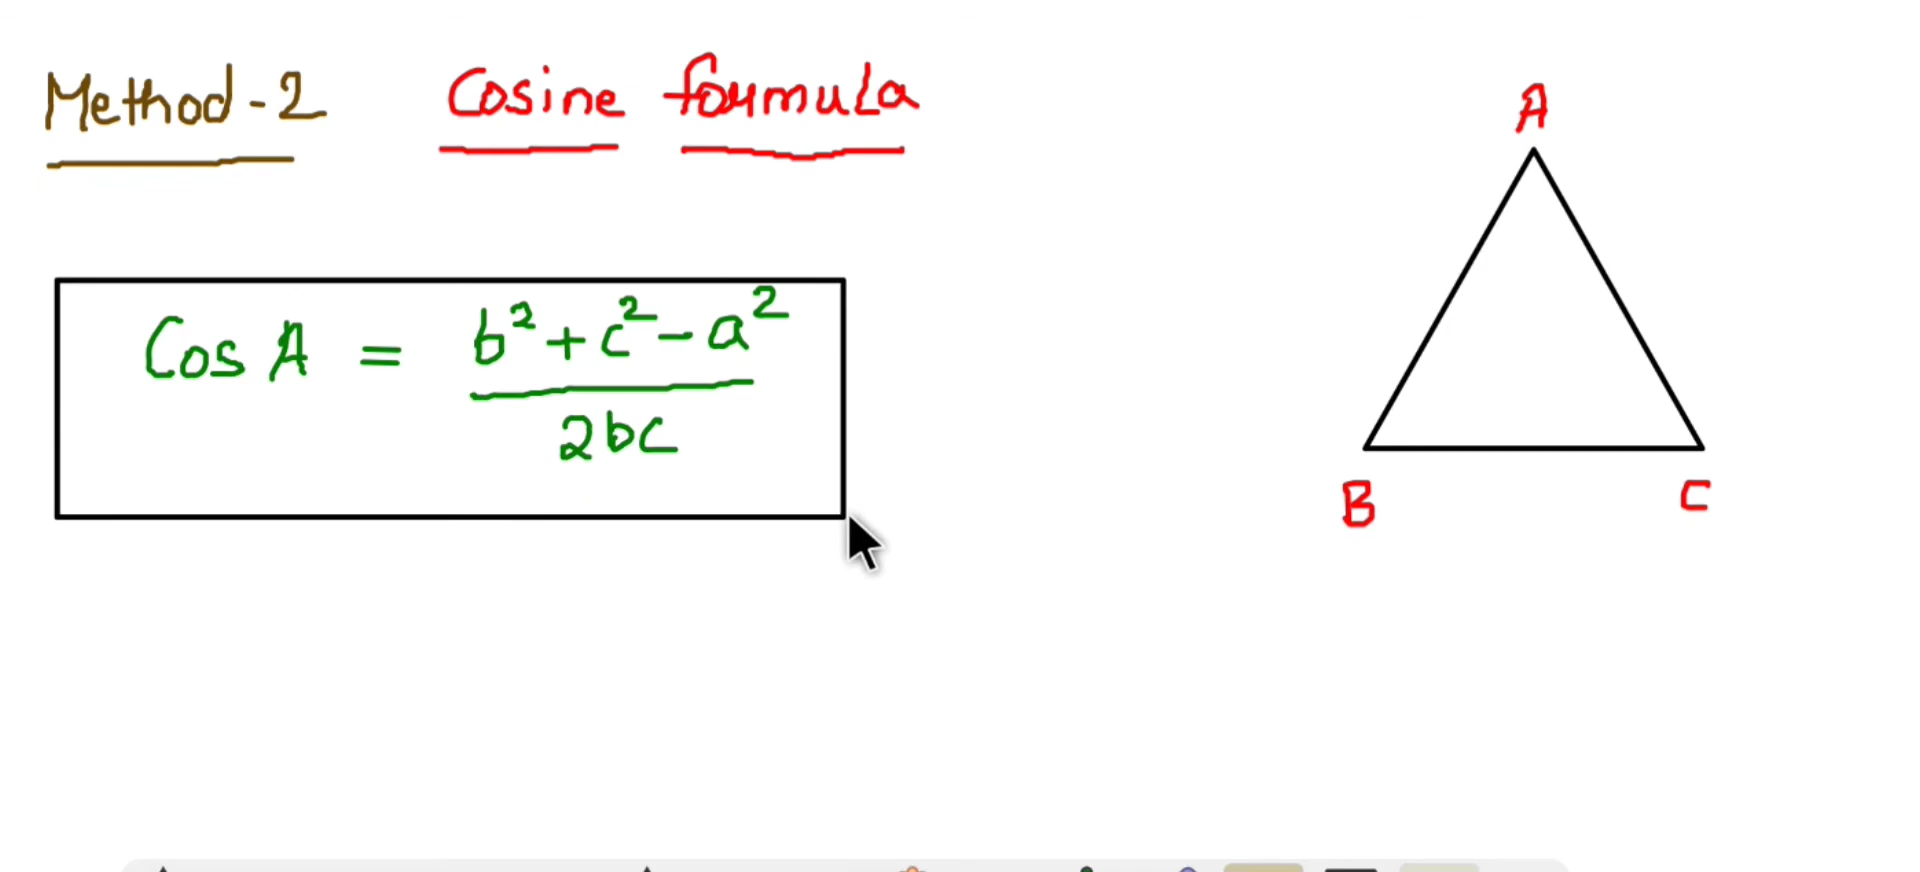 Method-2 Cosine formula
A
Cos A = b²+c²-a²
2bc
B C